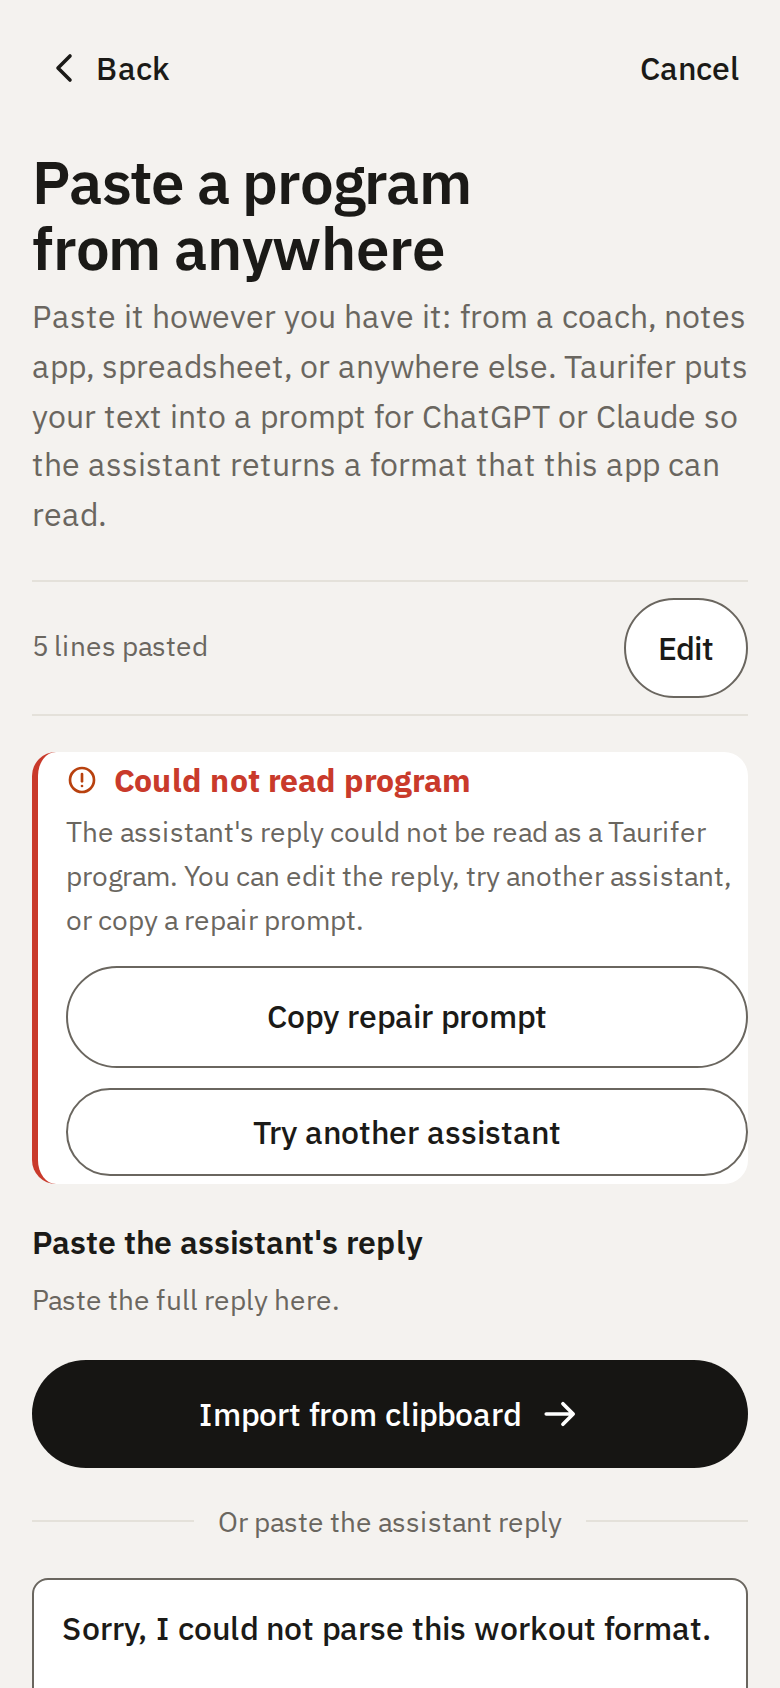 Back
Cancel
Paste a program
from anywhere
Paste it however you have it: from a coach, notes
app, spreadsheet, or anywhere else. Taurifer puts
your text into a prompt for ChatGPT or Claude so
the assistant returns a format that this app can
read.
5 lines pasted
Edit
Could not read program
The assistant's reply could not be read as a Taurifer
program. You can edit the reply, try another assistant,
or copy a repair prompt.
Copy repair prompt
Try another assistant
Paste the assistant's reply
Paste the full reply here.
Import from clipboard
Or paste the assistant reply
Sorry, I could not parse this workout format.